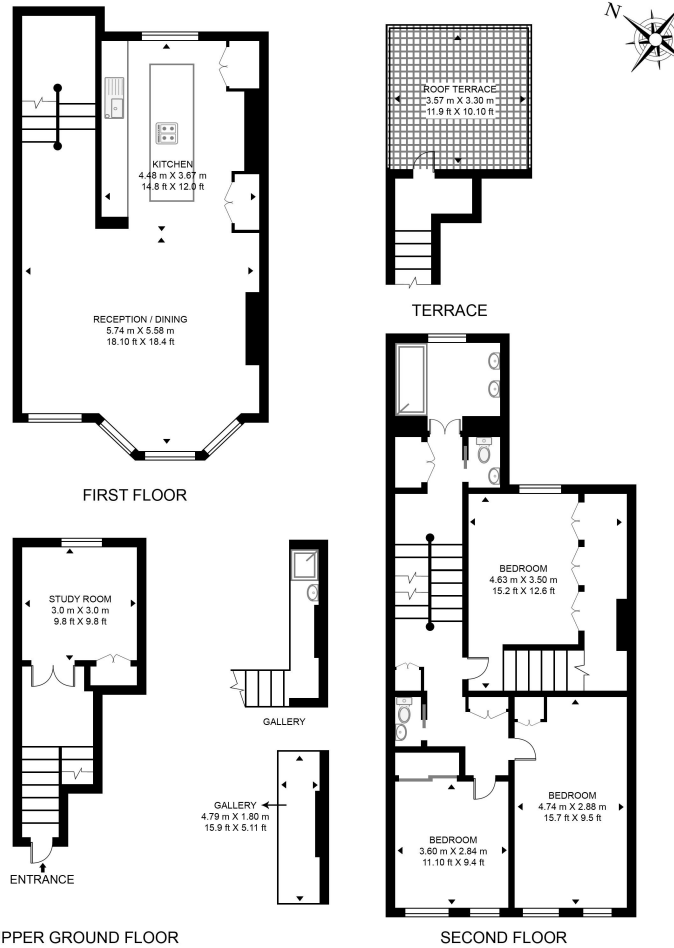 N
KITCHEN
4.48 m X 3.67 m
14.8 ft X 12.0 ft
RECEPTION / DINING
5.74 m X 5.58 m
18.10 ft X 18.4 ft
FIRST FLOOR
ROOF TERRACE
3.57 m X 3.30 m
11.9 ft X 10.10 ft
TERRACE
STUDY ROOM
3.0 m X 3.0 m
9.8 ft X 9.8 ft
ENTRANCE
PPER GROUND FLOOR
GALLERY
GALLERY
4.79 m X 1.80 m
15.9 ft X 5.11 ft
BEDROOM
4.63 m X 3.50 m
15.2 ft X 12.6 ft
BEDROOM
4.74 m X 2.88 m
15.7 ft X 9.5 ft
BEDROOM
3.60 m X 2.84 m
11.10 ft X 9.4 ft
SECOND FLOOR